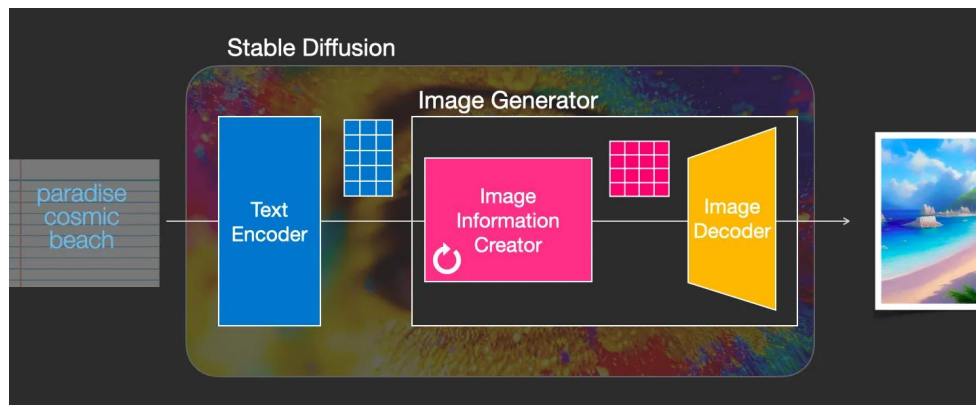 Stable Diffusion
Image Generator
paradise
cosmic
beach
Text
Encoder
Image
Information
Creator
Image
Decoder